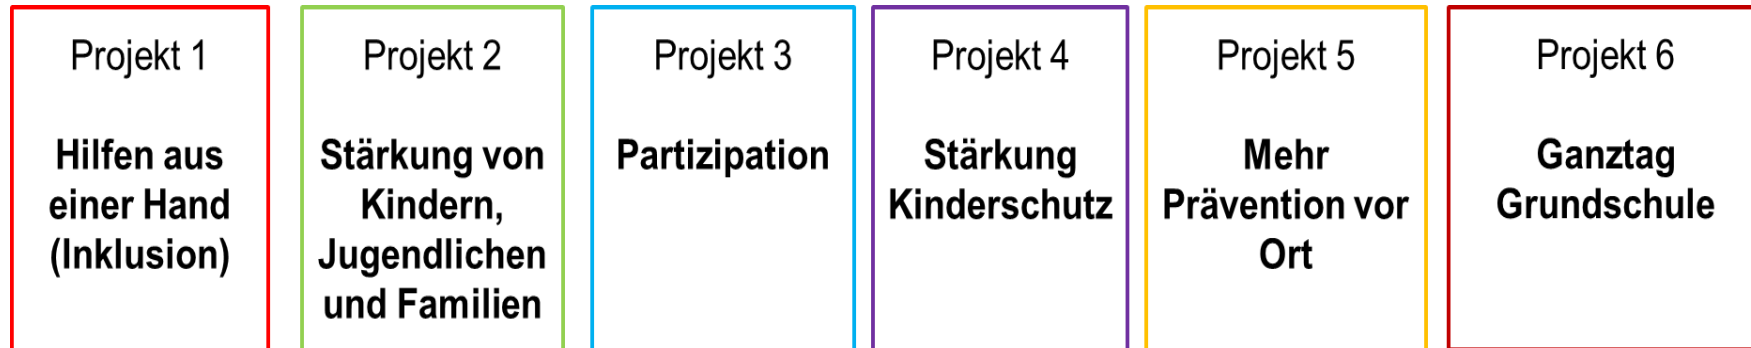 Projekt 1
Hilfen aus
einer Hand
(Inklusion)
Projekt 2
Stärkung von
Kindern,
Jugendlichen
und Familien
Projekt 3
Partizipation
Projekt 4
Stärkung
Kinderschutz
Projekt 5
Mehr
Prävention vor
Ort
Projekt 6
Ganztag
Grundschule